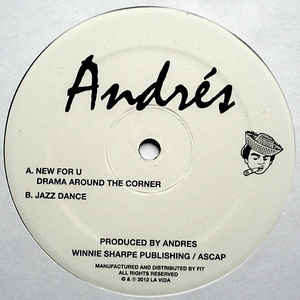 Andrés
A. NEW FOR U
DRAMA AROUND THE CORNER
B. JAZZ DANCE
PRODUCED BY ANDRES
WINNIE SHARPE PUBLISHING / ASCAP
MANUFACTURED AND DISTRIBUTED BY FIT
ALL RIGHTS RESERVED
© & ℗ 2012 LA VIDA